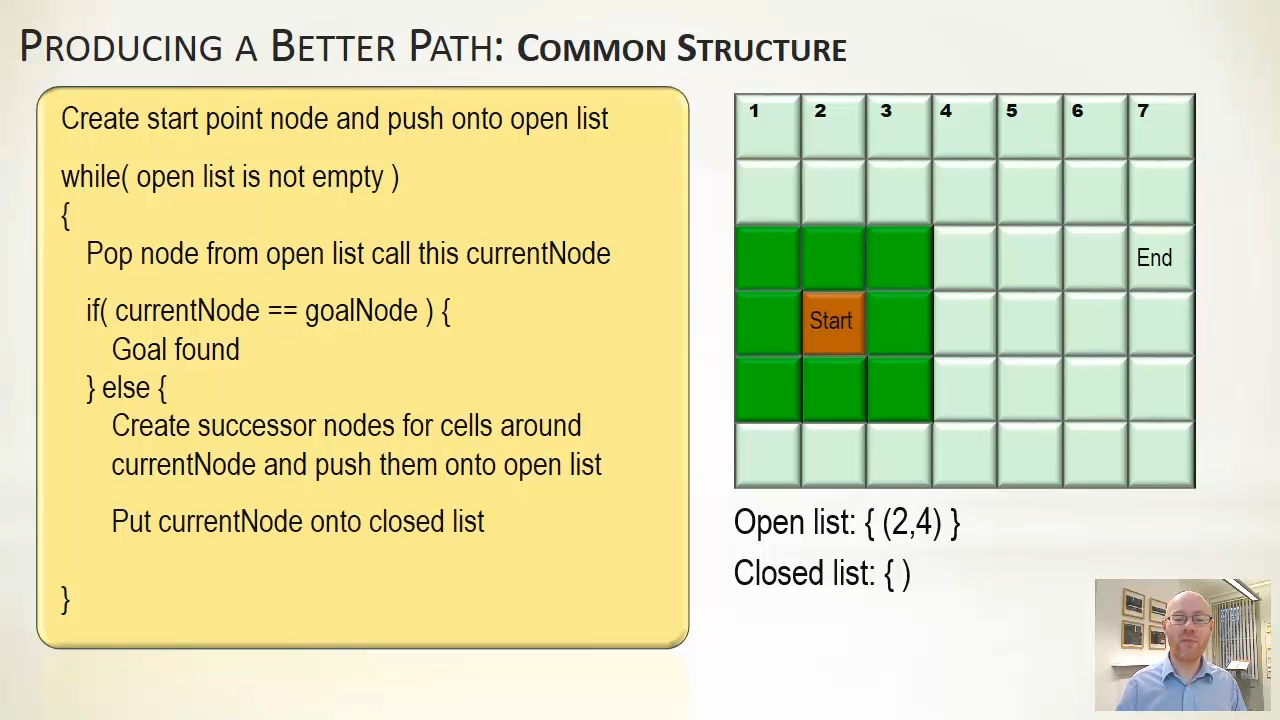 PRODUCING A BETTER PATH: COMMON STRUCTURE
Create start point node and push onto open list
while( open list is not empty )
{
Pop node from open list call this currentNode
if( currentNode == goalNode ) {
Goal found
} else {
Create successor nodes for cells around
currentNode and push them onto open list
Put currentNode onto closed list
}
1 2 3 4 5 6 7
End
Start
Open list: { (2,4) }
Closed list: { )